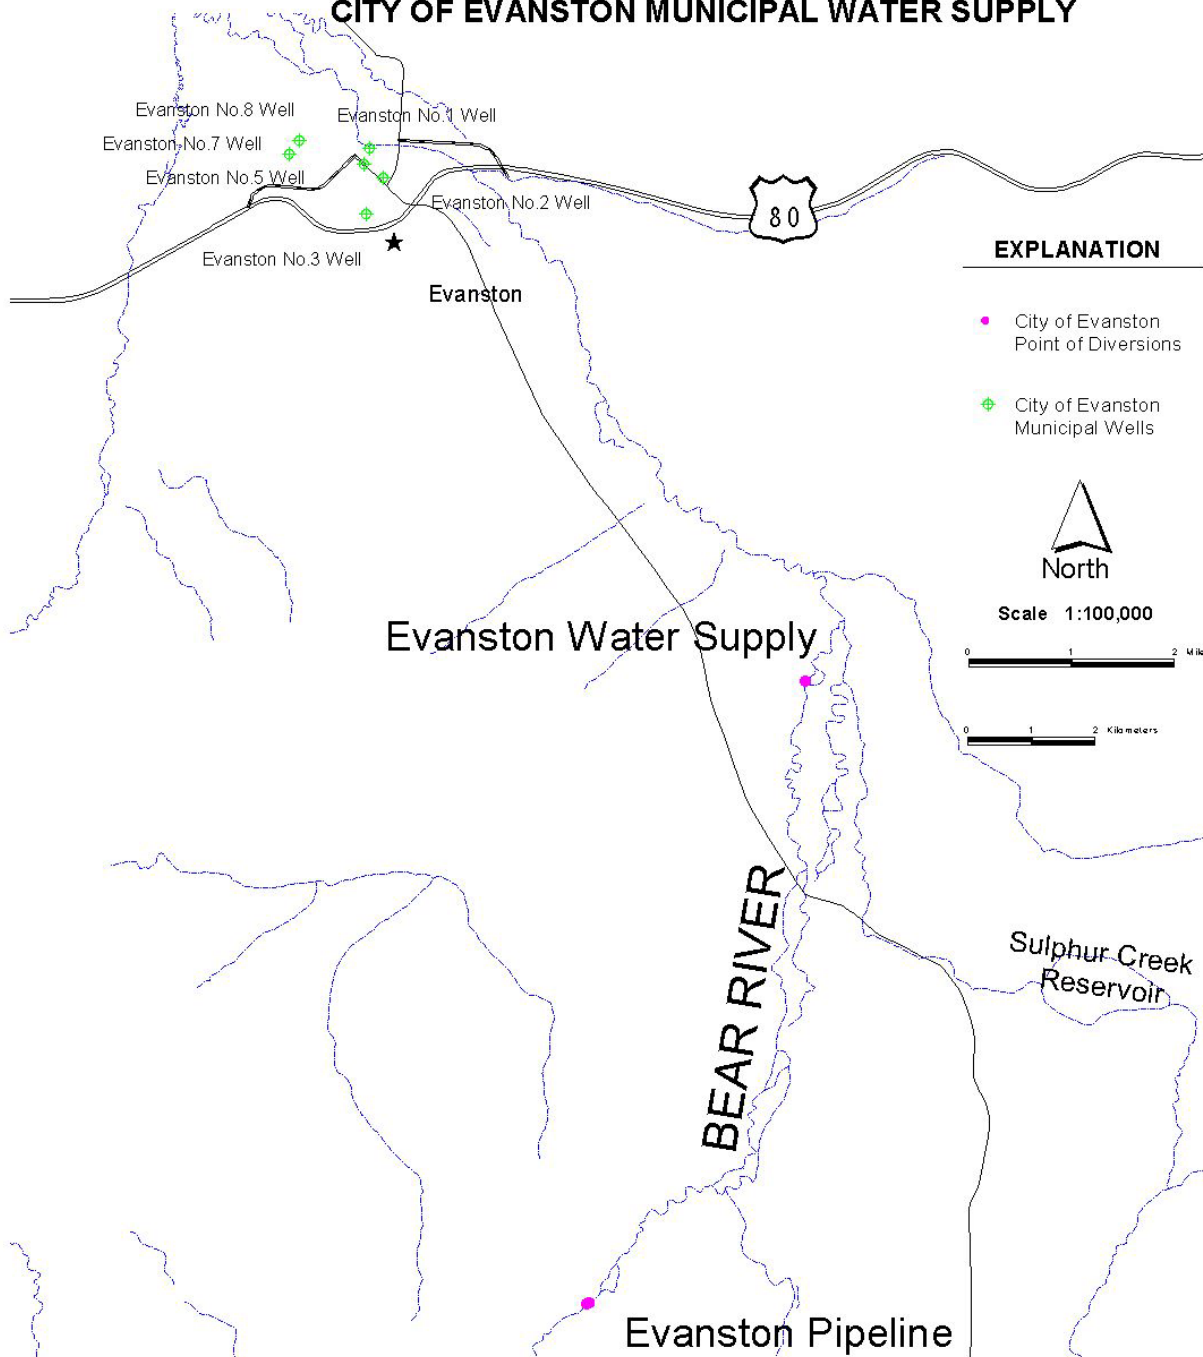 CITY OF EVANSTON MUNICIPAL WATER SUPPLY
Evanston No.8 Well
Evanston No.1 Well
Evanston No.7 Well
Evanston No.5 Well
Evanston No.2 Well
80
Evanston No.3 Well
Evanston
EXPLANATION
City of Evanston
Point of Diversions
City of Evanston
Municipal Wells
North
Scale 1:100,000
0 1 2 Mile
0 1 2 Kilometers
Evanston Water Supply
BEAR RIVER
Sulphur Creek
Reservoir
Evanston Pipeline